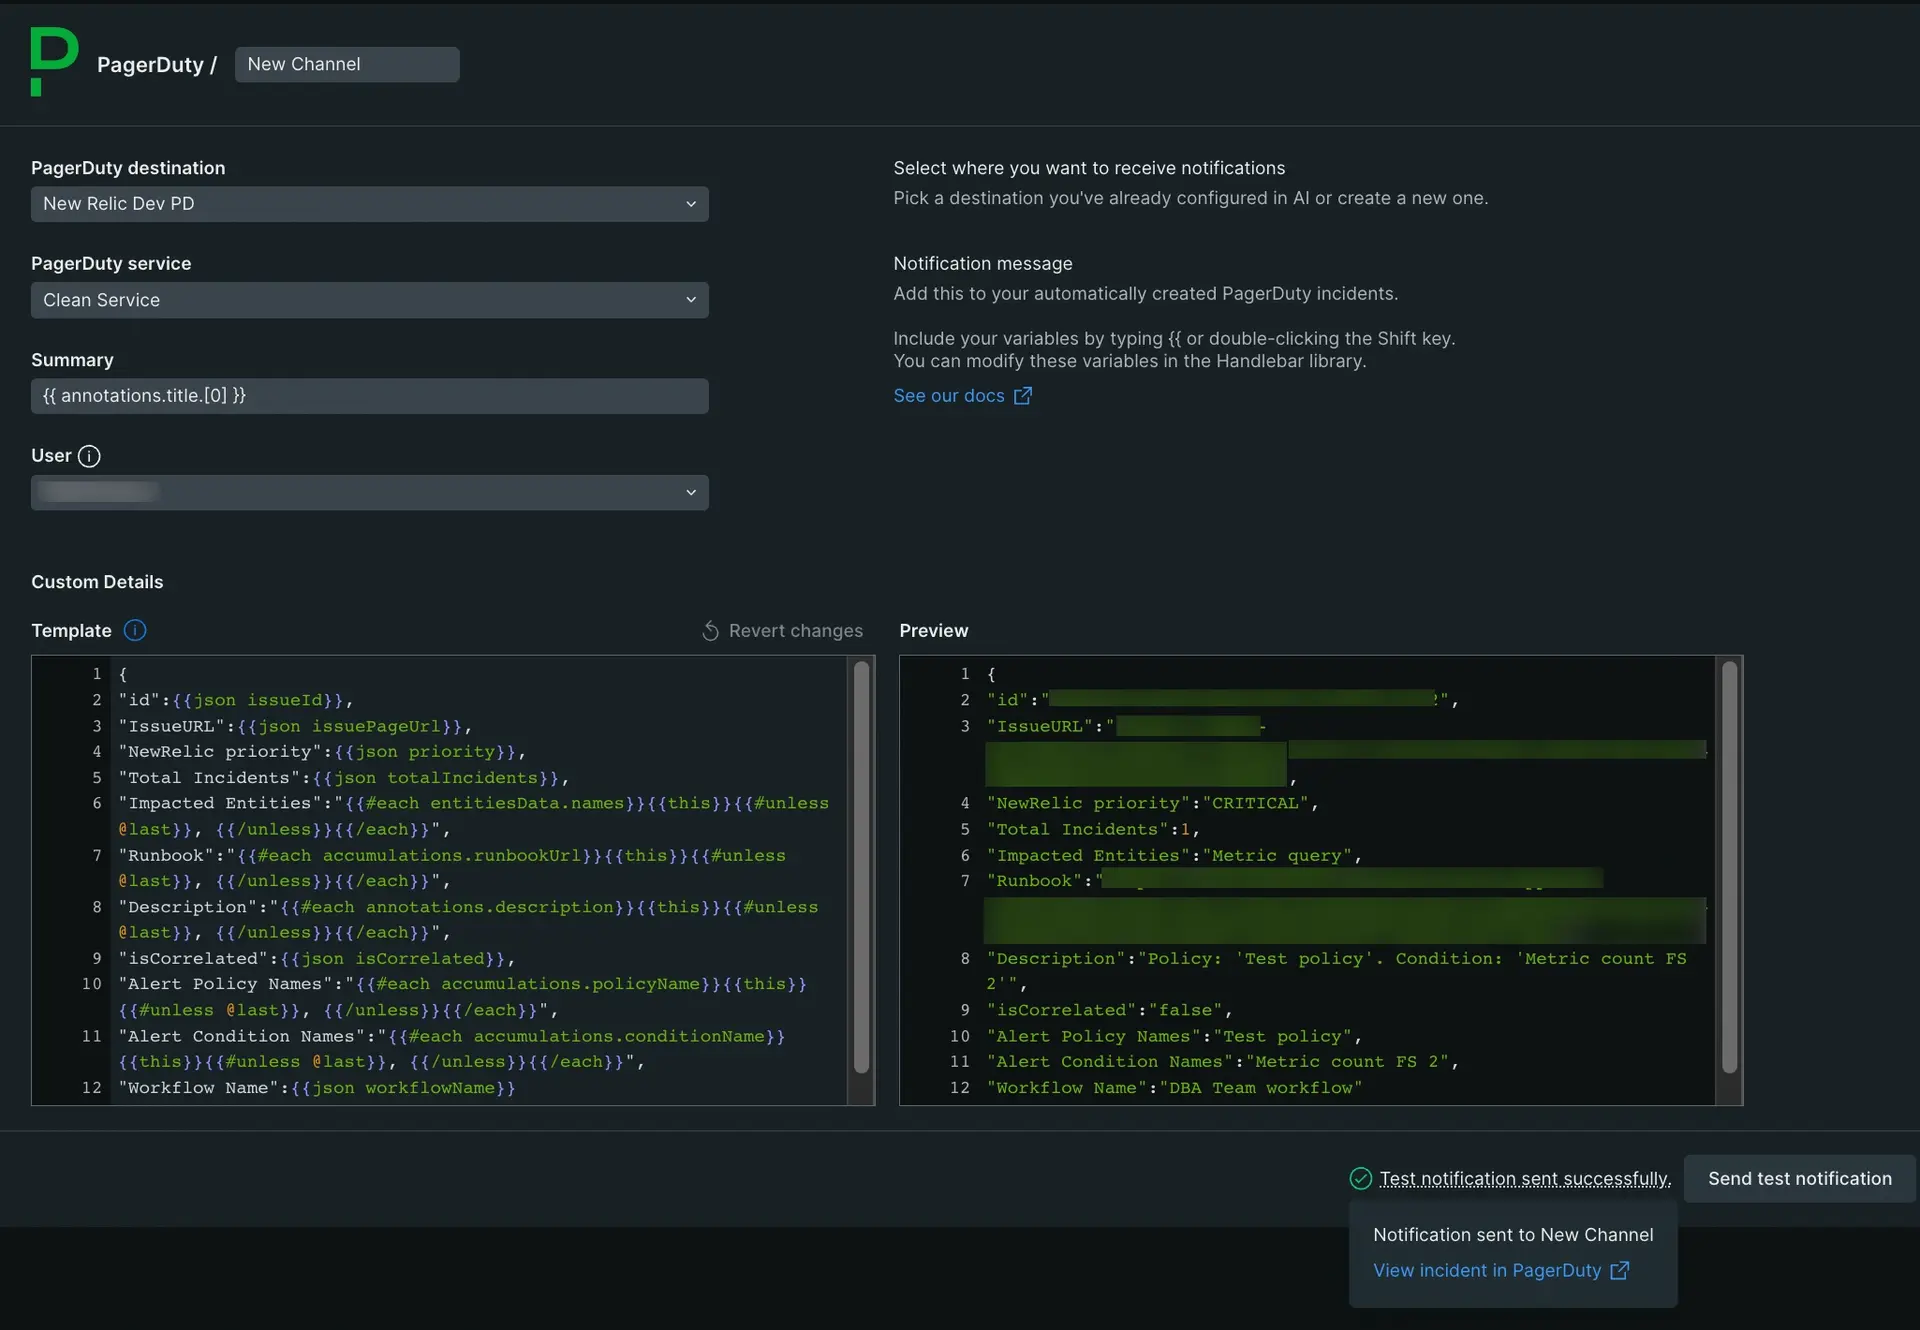 PagerDuty / New Channel
PagerDuty destination
New Relic Dev PD
PagerDuty service
Clean Service
Summary
{{ annotations.title.[0] }}
User
Select where you want to receive notifications
Pick a destination you've already configured in AI or create a new one.
Notification message
Add this to your automatically created PagerDuty incidents.
Include your variables by typing {{ or double-clicking the Shift key.
You can modify these variables in the Handlebar library.
See our docs
Custom Details
Template
Revert changes
1 {
2 "id":{{json issueId}},
3 "IssueURL":{{json issuePageUrl}},
4 "NewRelic priority":{{json priority}},
5 "Total Incidents":{{json totalIncidents}},
6 "Impacted Entities":"{{#each entitiesData.names}}{{this}}{{#unless
@last}}, {{/unless}}{{/each}}",
7 "Runbook":"{{#each accumulations.runbookUrl}}{{this}}{{#unless
@last}}, {{/unless}}{{/each}}",
8 "Description":"{{#each annotations.description}}{{this}}{{#unless
@last}}, {{/unless}}{{/each}}",
9 "isCorrelated":{{json isCorrelated}},
10 "Alert Policy Names":"{{#each accumulations.policyName}}{{this}}
{{#unless @last}}, {{/unless}}{{/each}}",
11 "Alert Condition Names":"{{#each accumulations.conditionName}}
{{this}}{{#unless @last}}, {{/unless}}{{/each}}",
12 "Workflow Name":{{json workflowName}}
Preview
1 {
2 "id":"
",
3 "IssueURL":"
,
4 "NewRelic priority":"CRITICAL",
5 "Total Incidents":1,
6 "Impacted Entities":"Metric query",
7 "Runbook":"
8 "Description":"Policy: 'Test policy'. Condition: 'Metric count FS
2'",
9 "isCorrelated":"false",
10 "Alert Policy Names":"Test policy",
11 "Alert Condition Names":"Metric count FS 2",
12 "Workflow Name":"DBA Team workflow"
Test notification sent successfully.
Send test notification
Notification sent to New Channel
View incident in PagerDuty